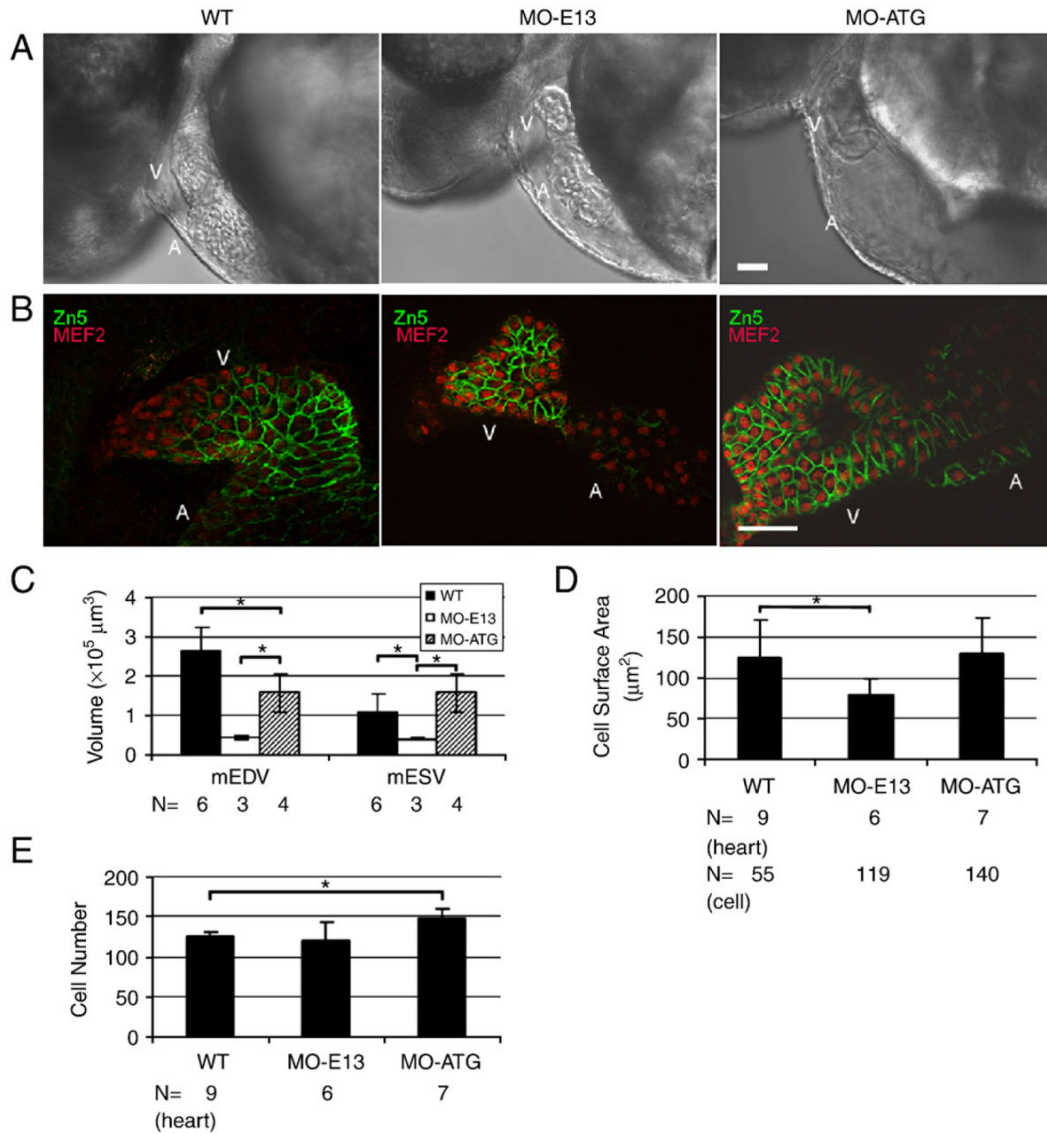 WT MO-E13 MO-ATG
A
V V V
A A A
B
Zn5 Zn5 Zn5
MEF2 MEF2 MEF2
V V V
A A A
C
Volume (×10⁵ μm³)
4
3
2
1
0
* * * *
WT
MO-E13
MO-ATG
mEDV mESV
N= 6 3 4 6 3 4
D
Cell Surface Area
(μm²)
200
150
100
50
0
*
WT MO-E13 MO-ATG
N= 9 6 7
(heart)
N= 55 119 140
(cell)
E
Cell Number
200
150
100
50
0
*
WT MO-E13 MO-ATG
N= 9 6 7
(heart)